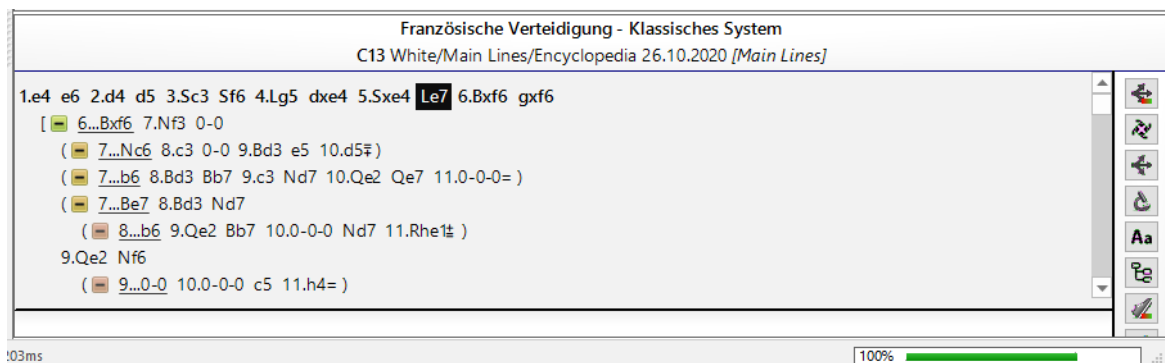 Französische Verteidigung - Klassisches System
C13 White/Main Lines/Encyclopedia 26.10.2020 [Main Lines]
1.e4 e6 2.d4 d5 3.Sc3 Sf6 4.Lg5 dxe4 5.Sxe4 Le7 6.Bxf6 gxf6
[ 6...Bxf6 7.Nf3 0-0
( 7...Nc6 8.c3 0-0 9.Bd3 e5 10.d5∓ )
( 7...b6 8.Bd3 Bb7 9.c3 Nd7 10.Qe2 Qe7 11.0-0-0= )
( 7...Be7 8.Bd3 Nd7
( 8...b6 9.Qe2 Bb7 10.0-0-0 Nd7 11.Rhe1⩲ )
9.Qe2 Nf6
( 9...0-0 10.0-0-0 c5 11.h4= )
Aa
203ms
100%